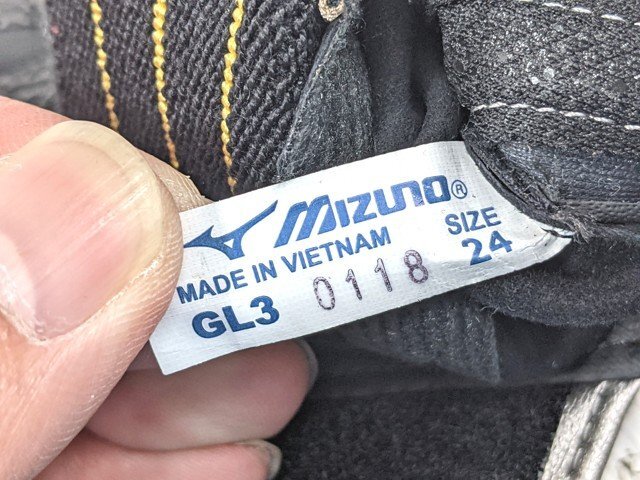 MIZUNO®
SIZE
MADE IN VIETNAM
24
GL3 0118